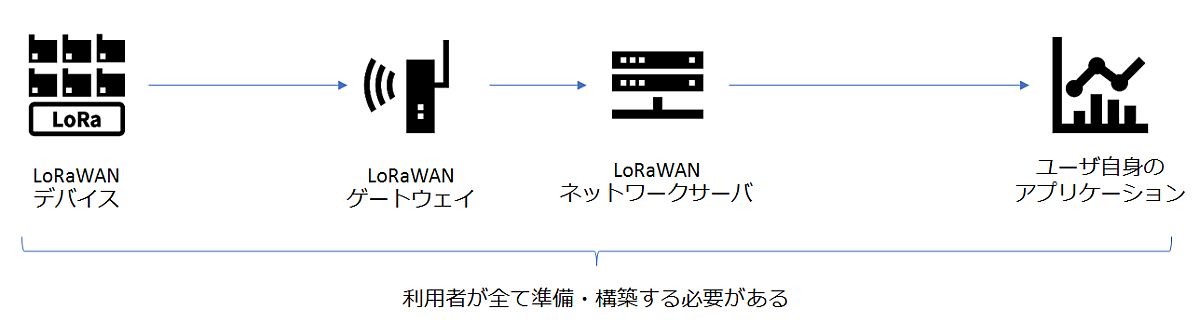 LoRa
LoRaWAN
デバイス
LoRaWAN
ゲートウェイ
LoRaWAN
ネットワークサーバ
ユーザ自身の
アプリケーション
利用者が全て準備・構築する必要がある